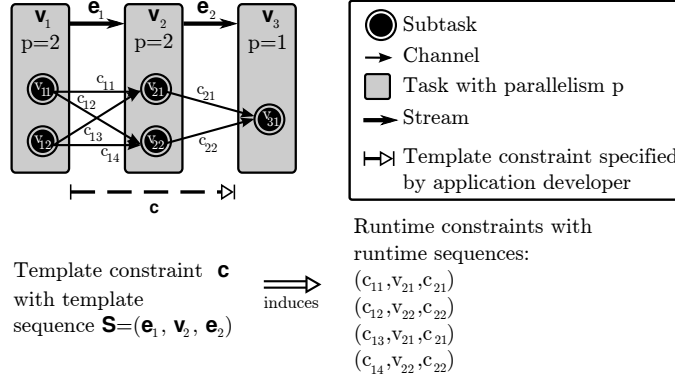 v₁ e₁ v₂ e₂ v₃
p=2 p=2 p=1
v₁₁ c₁₁ v₂₁ c₂₁
c₁₂
v₃₁
c₁₃
v₁₂ c₁₄ v₂₂ c₂₂
c
Subtask
Channel
Task with parallelism p
Stream
Template constraint specified
by application developer
Template constraint c
with template
sequence S=(e₁, v₂, e₂)
induces
Runtime constraints with
runtime sequences:
(c₁₁,v₂₁,c₂₁)
(c₁₂,v₂₂,c₂₂)
(c₁₃,v₂₁,c₂₁)
(c₁₄,v₂₂,c₂₂)